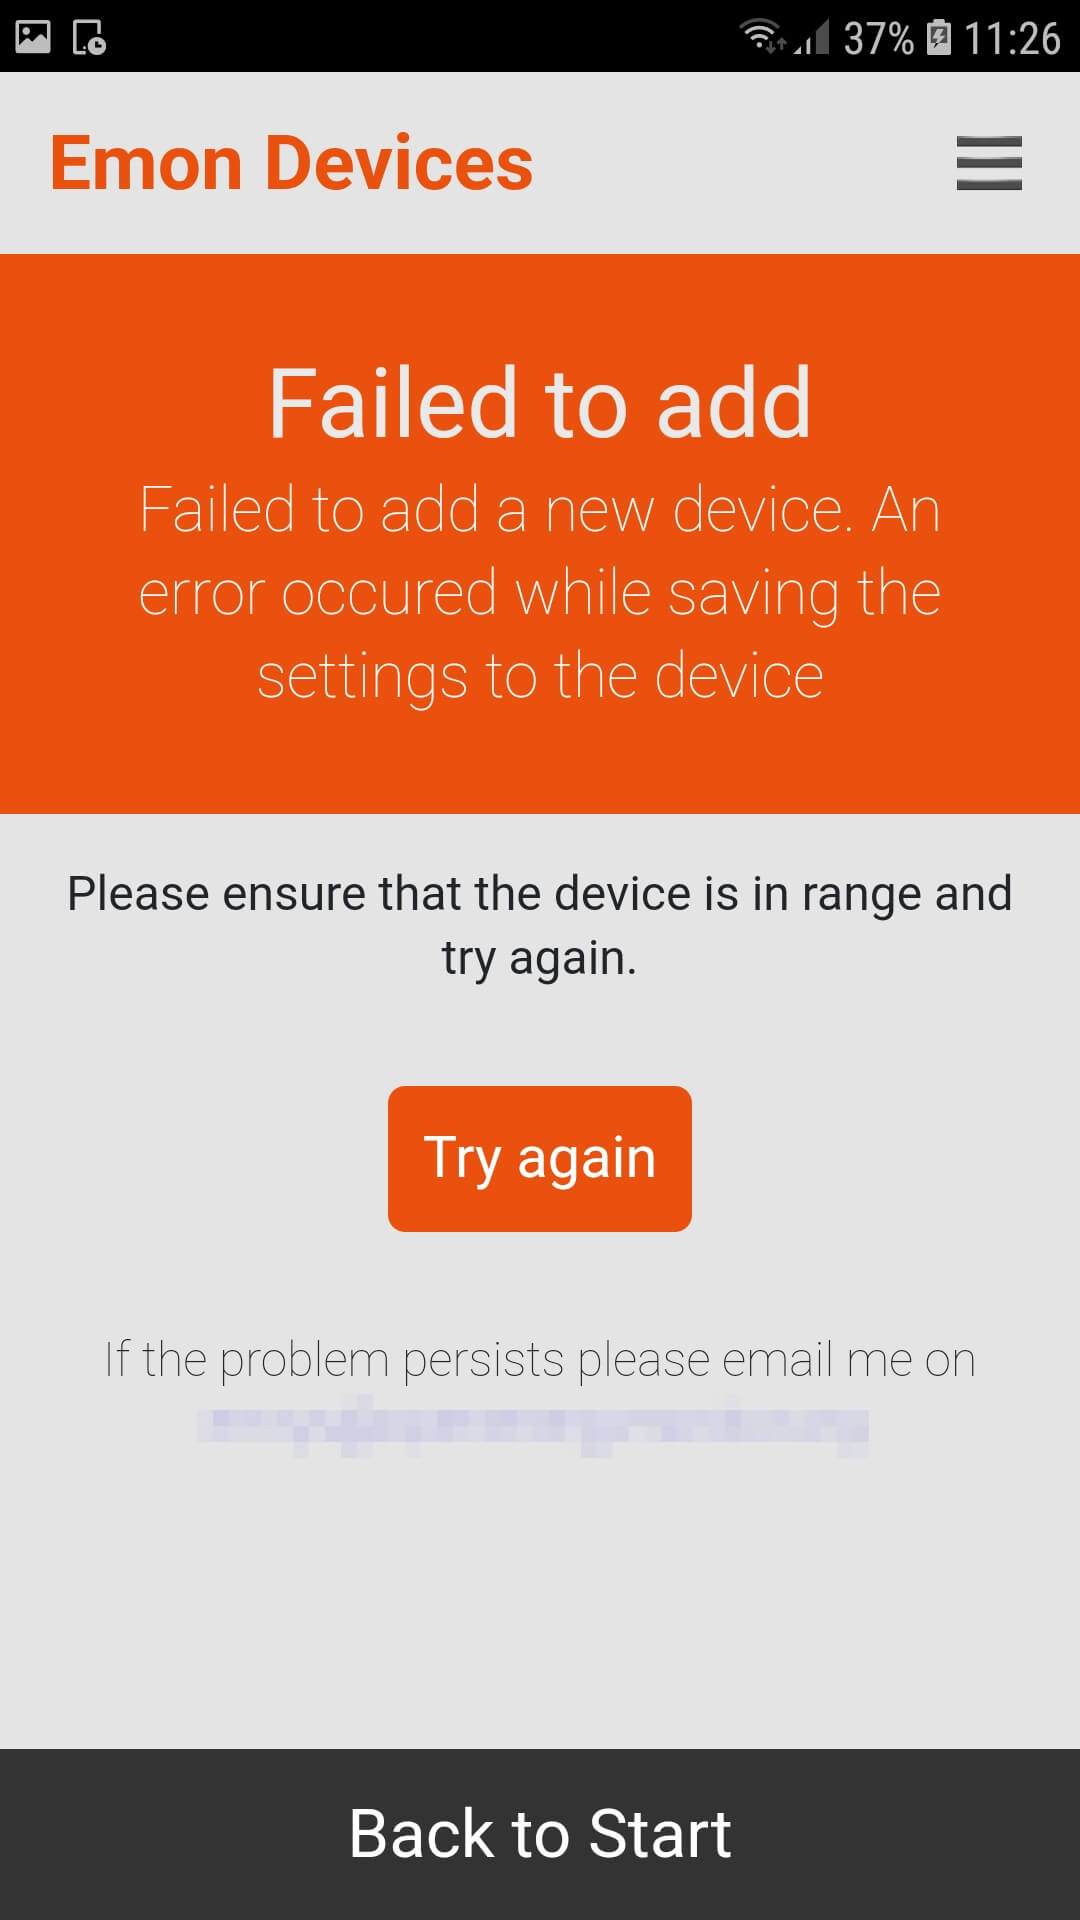 37% 11:26
Emon Devices
Failed to add
Failed to add a new device. An
error occured while saving the
settings to the device
Please ensure that the device is in range and
try again.
Try again
If the problem persists please email me on
Back to Start